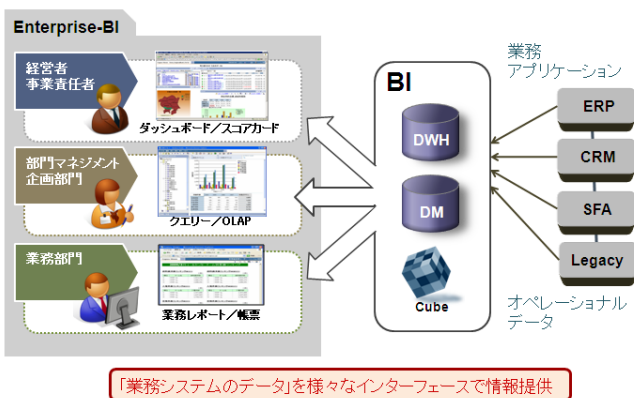 Enterprise-BI
経営者
事業責任者
ダッシュボード／スコアカード
部門マネジメント
企画部門
クエリー／OLAP
業務部門
業務レポート／帳票
BI
DWH
DM
Cube
業務
アプリケーション
ERP
CRM
SFA
Legacy
オペレーショナル
データ
「業務システムのデータ」を様々なインターフェースで情報提供